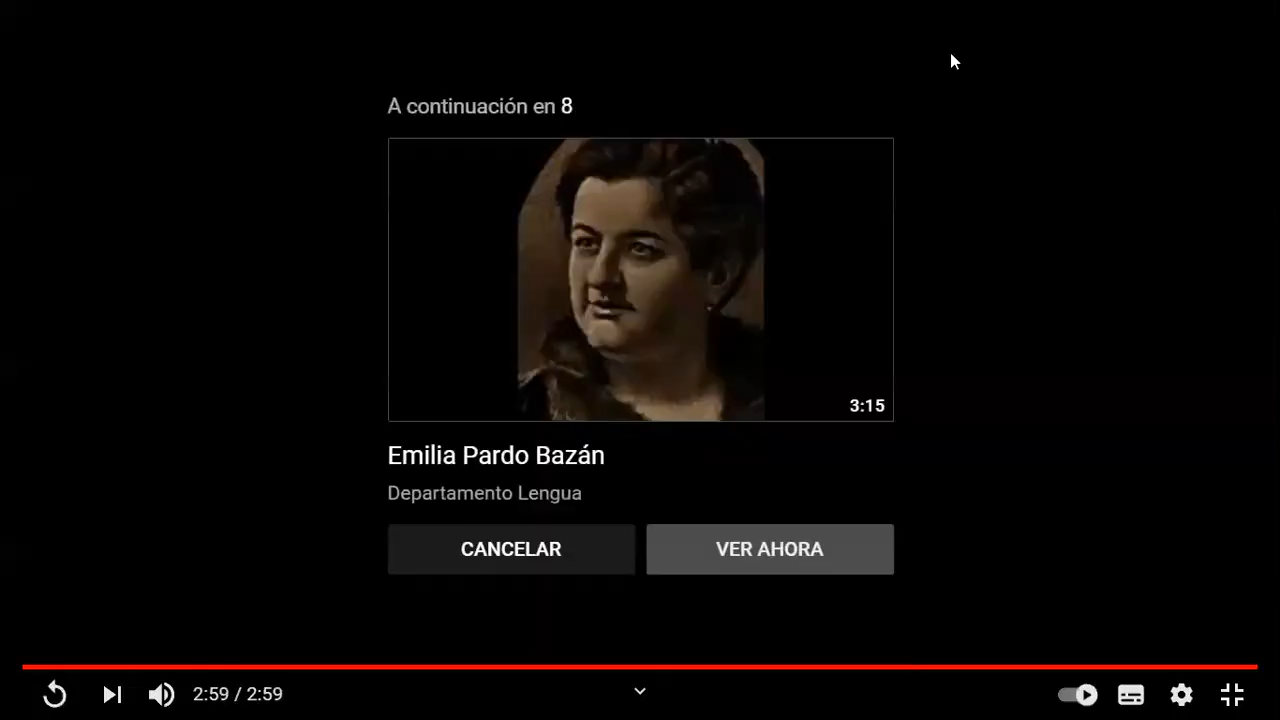 A continuación en 8
3:15
Emilia Pardo Bazán
Departamento Lengua
CANCELAR VER AHORA
2:59 / 2:59